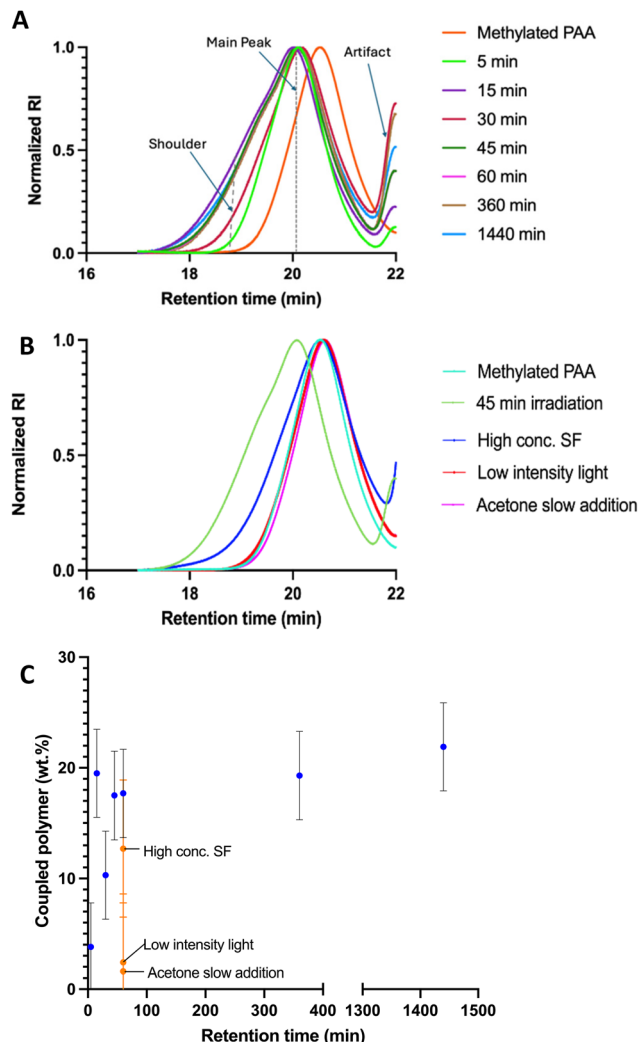 A
Main Peak
Artifact
Shoulder
Normalized RI
1.0
0.5
0.0
16
18
20
22
Retention time (min)
Methylated PAA
5 min
15 min
30 min
45 min
60 min
360 min
1440 min
B
Normalized RI
1.0
0.5
0.0
16
18
20
22
Retention time (min)
Methylated PAA
45 min irradiation
High conc. SF
Low intensity light
Acetone slow addition
C
Coupled polymer (wt.%)
30
20
10
0
High conc. SF
Low intensity light
Acetone slow addition
0
100
200
300
400
1300
1400
1500
Retention time (min)